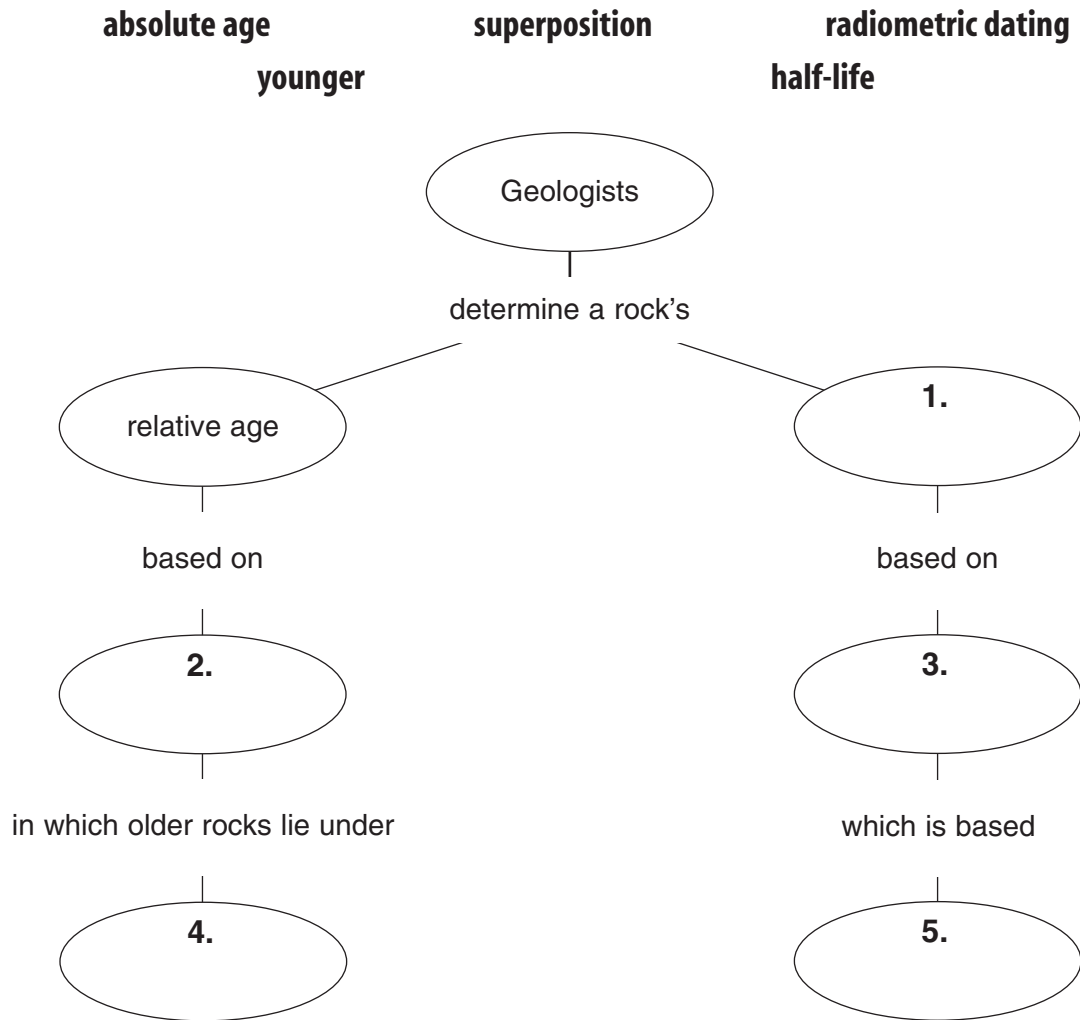 absolute age superposition radiometric dating
younger half-life
Geologists
determine a rock’s
relative age
1.
based on
based on
2.
3.
in which older rocks lie under
which is based
4.
5.